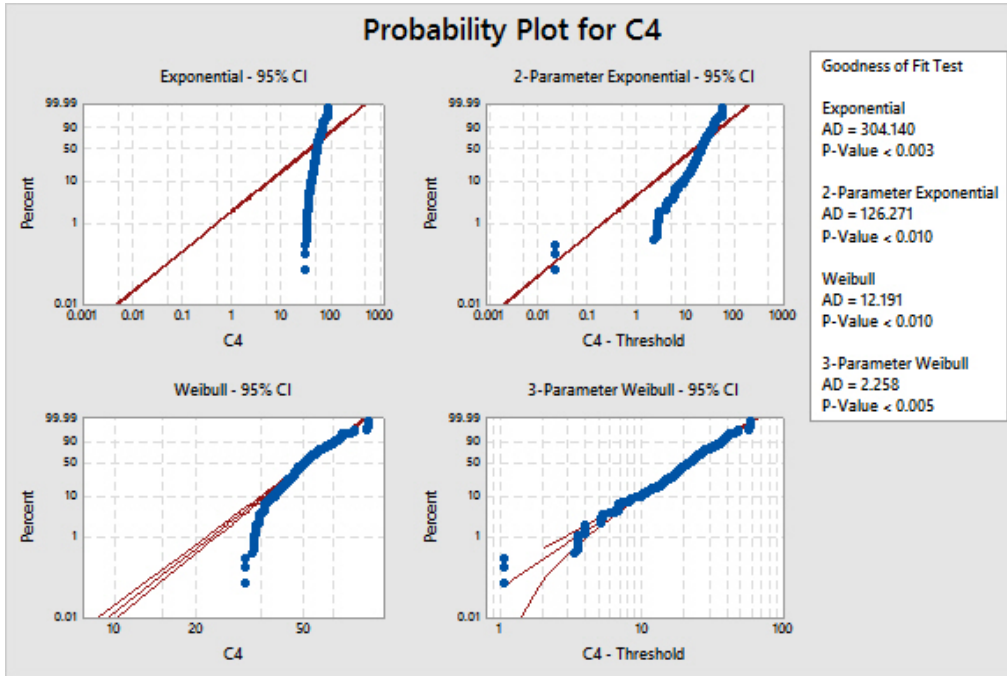 Probability Plot for C4
Exponential - 95% CI
99.99
90
50
10
1
0.01
Percent
0.001
0.01
0.1
1
10
100
1000
C4
2-Parameter Exponential - 95% CI
99.99
90
50
10
1
0.01
Percent
0.001
0.01
0.1
1
10
100
1000
C4 - Threshold
Weibull - 95% CI
99.99
90
50
10
1
0.01
Percent
10
20
50
C4
3-Parameter Weibull - 95% CI
99.99
90
50
10
1
0.01
Percent
1
10
100
C4 - Threshold
Goodness of Fit Test
Exponential
AD = 304.140
P-Value < 0.003
2-Parameter Exponential
AD = 126.271
P-Value < 0.010
Weibull
AD = 12.191
P-Value < 0.010
3-Parameter Weibull
AD = 2.258
P-Value < 0.005